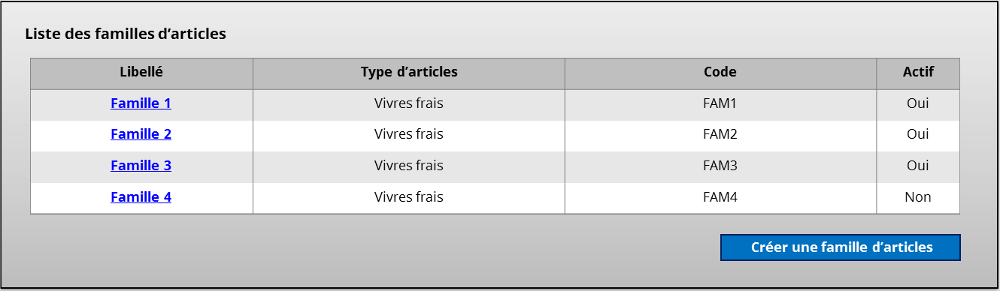 Liste des familles d’articles
Libellé Type d’articles Code Actif
Famille 1 Vivres frais FAM1 Oui
Famille 2 Vivres frais FAM2 Oui
Famille 3 Vivres frais FAM3 Oui
Famille 4 Vivres frais FAM4 Non
Créer une famille d’articles